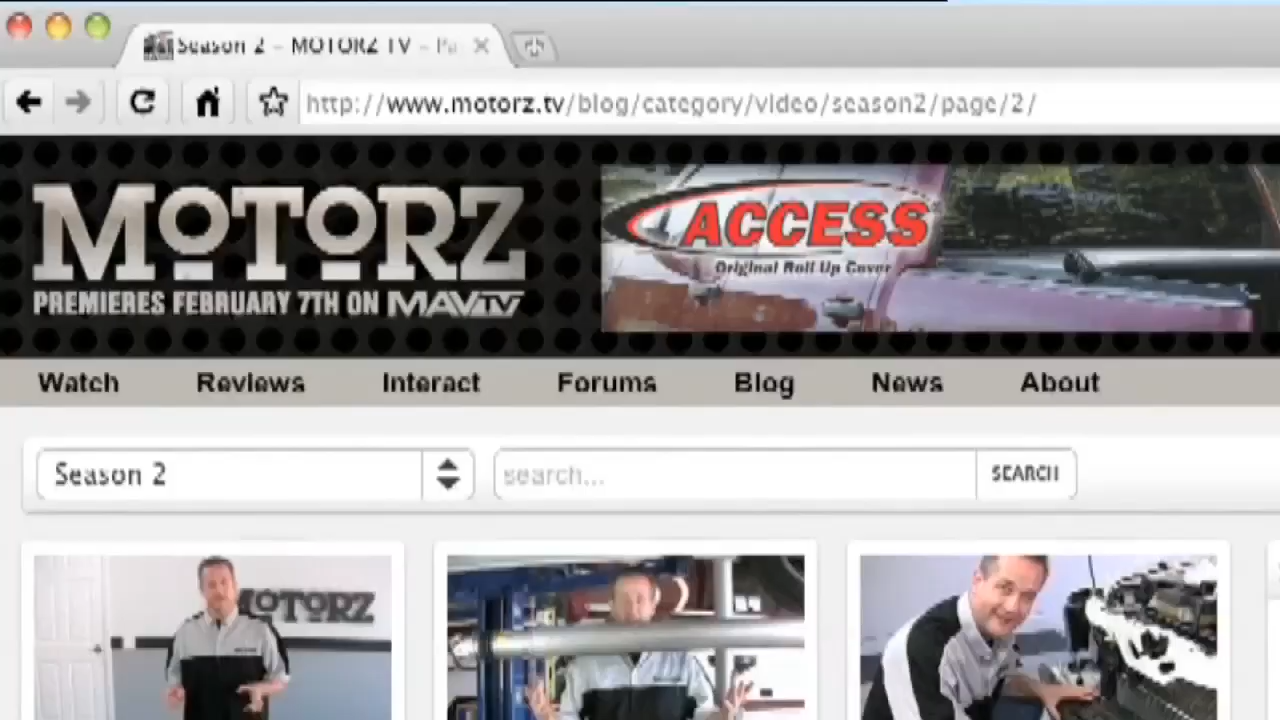 Season 2 - MOTORZ TV - Pa
http://www.motorz.tv/blog/category/video/season2/page/2/
MOTORZ
PREMIERES FEBRUARY 7TH ON MAVTV
ACCESS
Original Roll Up Cover
Watch Reviews Interact Forums Blog News About
Season 2 search... SEARCH
MOTORZ